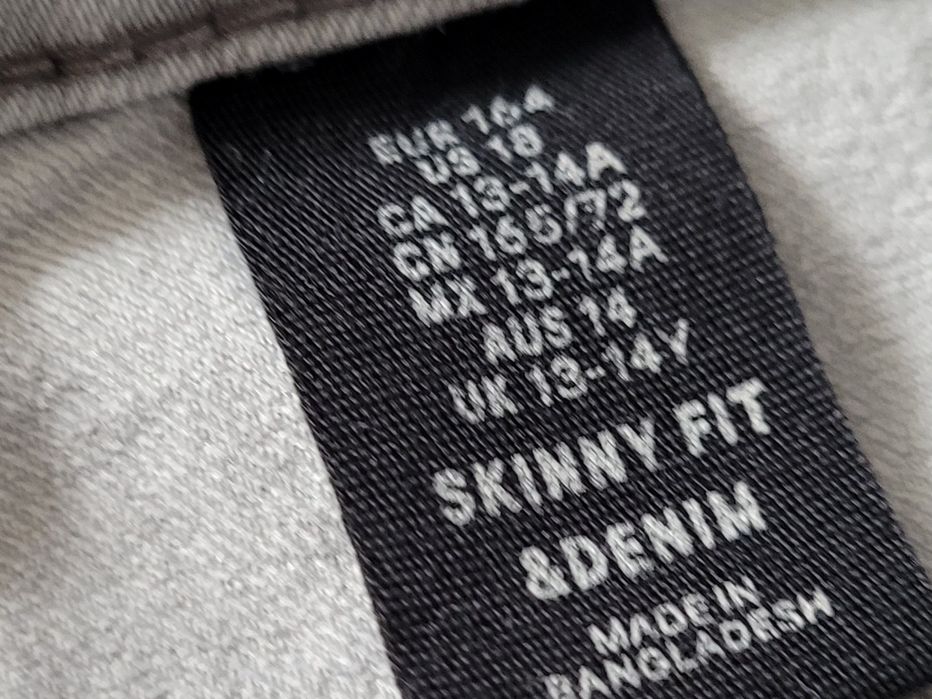 EUR 164
US 18
CA 13-14A
CN 165/72
MX 13-14A
AUS 14
UK 13-14Y
SKINNY FIT
&DENIM
MADE IN
BANGLADESH